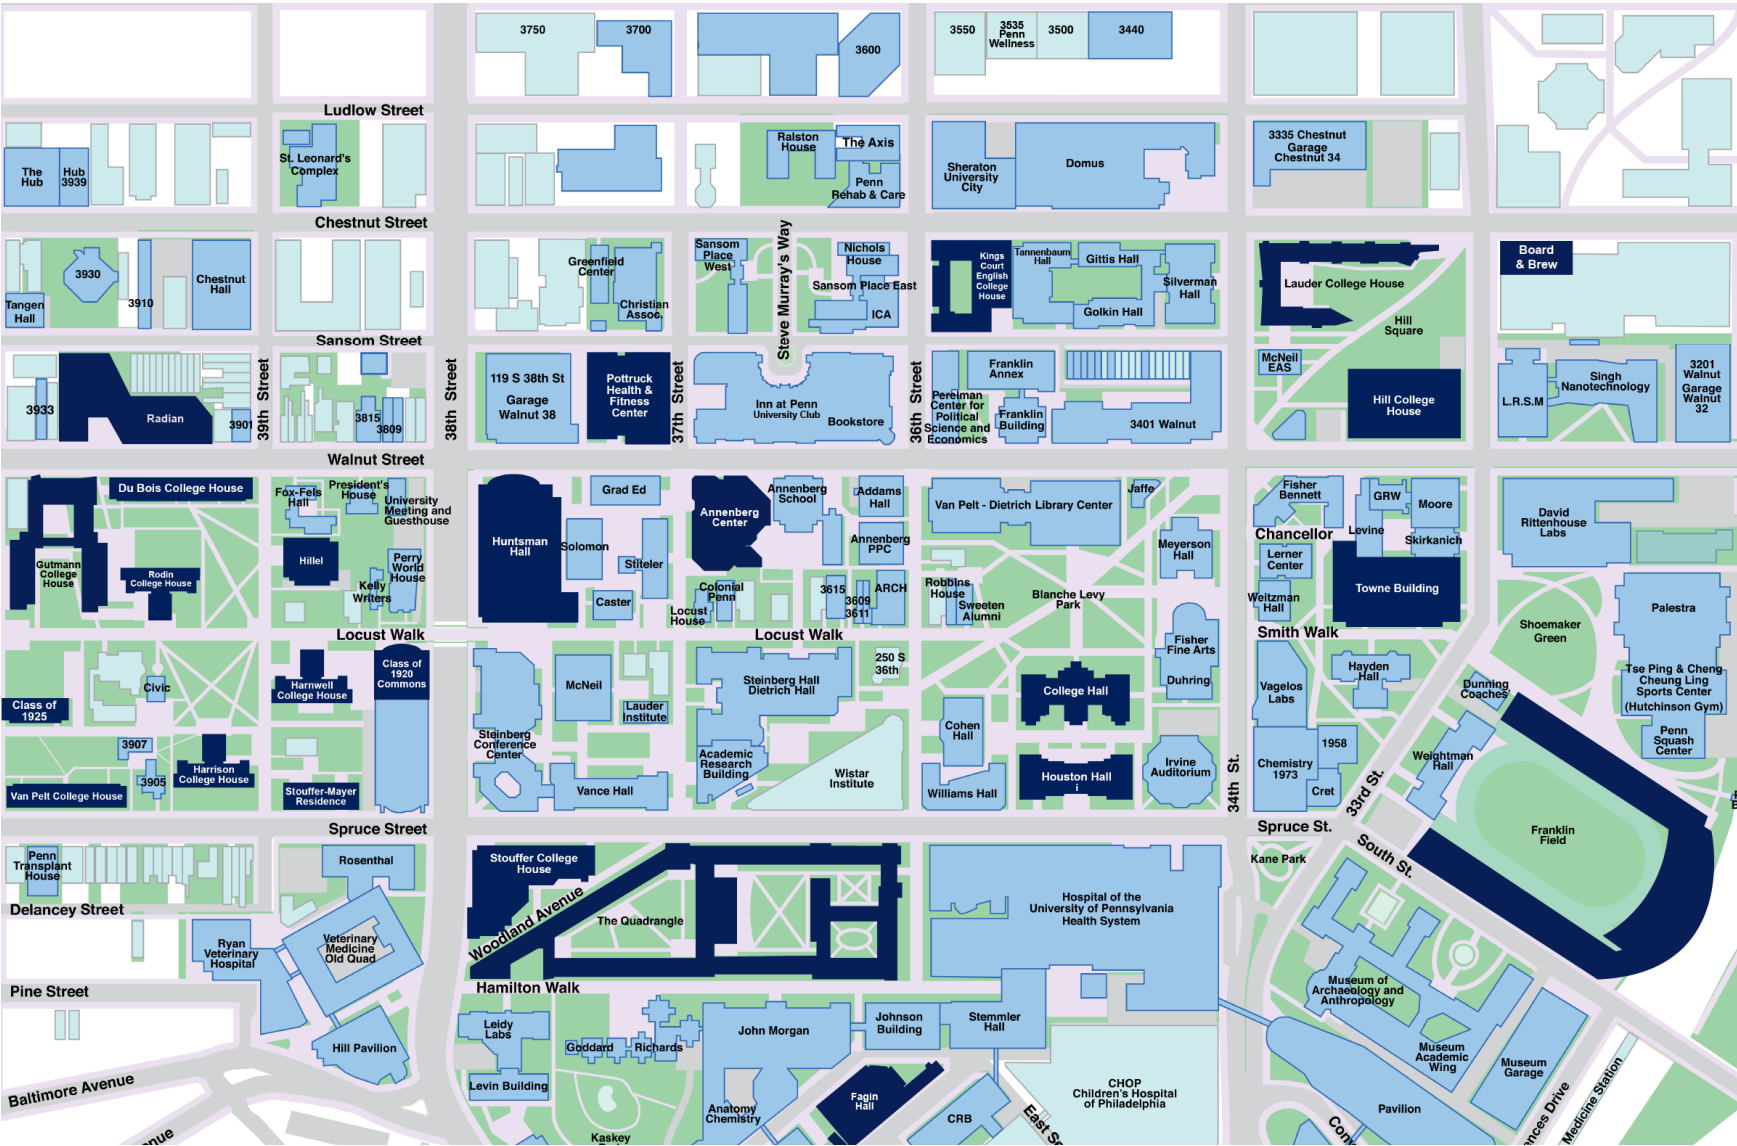 3750
3700
3600
3550
3535
Penn
Wellness
3500
3440
Ludlow Street
The
Hub
Hub
3939
St. Leonard's
Complex
Ralston
House
The Axis
Penn
Rehab & Care
Sheraton
University
City
Domus
3335 Chestnut
Garage
Chestnut 34
Chestnut Street
Tangen
Hall
3930
3910
Chestnut
Hall
Greenfield
Center
Christian
Assoc.
Sansom
Place
West
Steve Murray's Way
Nichols
House
Sansom Place East
ICA
Kings
Court
English
College
House
Tannenbaum
Hall
Gittis Hall
Golkin Hall
Silverman
Hall
Lauder College House
Hill
Square
Board
& Brew
Sansom Street
3933
Radian
3901
39th Street
3815
3809
38th Street
119 S 38th St
Garage
Walnut 38
Pottruck
Health &
Fitness
Center
37th Street
Inn at Penn
University Club
Bookstore
36th Street
Perelman
Center for
Political
Science and
Economics
Franklin
Annex
Franklin
Building
3401 Walnut
McNeil
EAS
Hill College
House
L.R.S.M
Singh
Nanotechnology
3201
Walnut
Garage
Walnut
32
Walnut Street
Du Bois College House
Gutmann
College
House
Rodin
College House
Fox-Fels
Hall
President's
House
University
Meeting and
Guesthouse
Hillel
Perry
World
House
Kelly
Writers
Huntsman
Hall
Grad Ed
Solomon
Stiteler
Caster
Annenberg
Center
Annenberg
School
Addams
Hall
Annenberg
PPC
Colonial
Penn
Locust
House
3615
3609
3611
ARCH
Van Pelt - Dietrich Library Center
Jaffe
Meyerson
Hall
Robbins
House
Sweeten
Alumni
Blanche Levy
Park
Fisher
Bennett
GRW
Moore
Levine
Skirkanich
Chancellor
Lerner
Center
Weitzman
Hall
Towne Building
David
Rittenhouse
Labs
Palestra
Shoemaker
Green
Locust Walk
Locust Walk
Smith Walk
Class of
1925
Civic
Harnwell
College House
Class of
1920
Commons
3907
3905
Harrison
College House
Van Pelt College House
Stouffer-Mayer
Residence
McNeil
Lauder
Institute
Steinberg
Conference
Center
Vance Hall
Steinberg Hall
Dietrich Hall
250 S
36th
Academic
Research
Building
Wistar
Institute
Cohen
Hall
Williams Hall
College Hall
Houston Hall
i
Fisher
Fine Arts
Duhring
Irvine
Auditorium
34th St.
Vagelos
Labs
Hayden
Hall
Chemistry
1973
1958
Cret
33rd St.
Dunning
Coaches'
Weightman
Hall
Tse Ping & Cheng
Cheung Ling
Sports Center
(Hutchinson Gym)
Penn
Squash
Center
Franklin
Field
Spruce Street
Spruce St.
South St.
Kane Park
Penn
Transplant
House
Rosenthal
Delancey Street
Ryan
Veterinary
Hospital
Veterinary
Medicine
Old Quad
Pine Street
Hill Pavilion
Baltimore Avenue
enue
Stouffer College
House
Woodland Avenue
The Quadrangle
Hamilton Walk
Hospital of the
University of Pennsylvania
Health System
Leidy
Labs
Levin Building
Goddard
Richards
Kaskey
John Morgan
Anatomy
Chemistry
Johnson
Building
Stemmler
Hall
Fagin
Hall
CRB
East Se
CHOP
Children's Hospital
of Philadelphia
Museum of
Archaeology and
Anthropology
Museum
Academic
Wing
Museum
Garage
Pavilion
Conv
ences Drive
Medicine Station